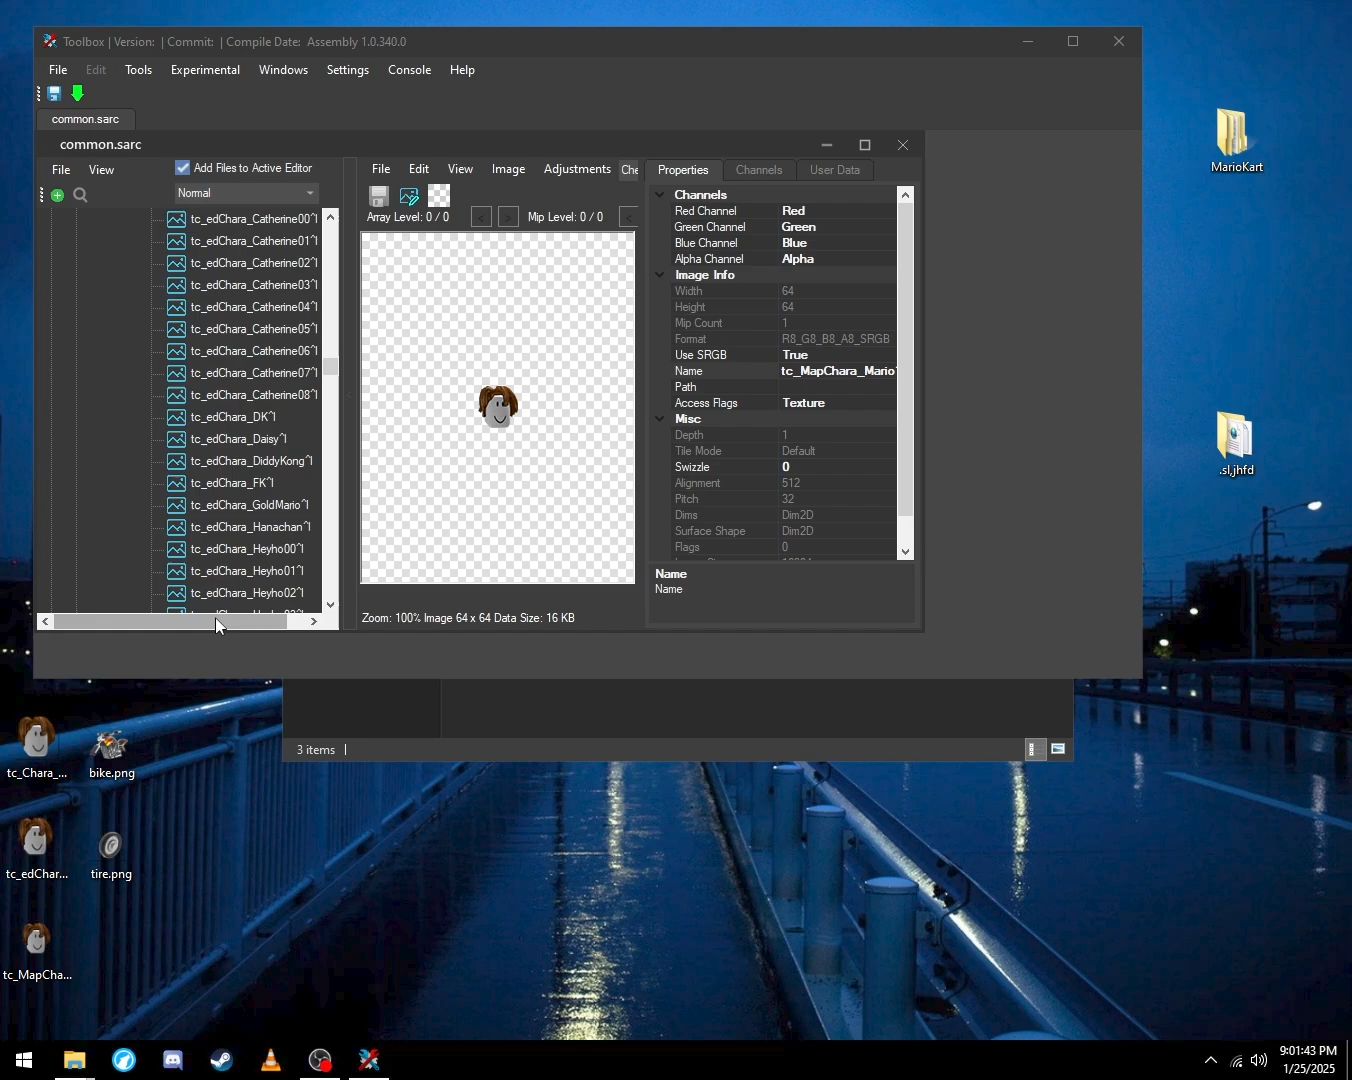 Toolbox | Version:  | Commit:  | Compile Date:  Assembly 1.0.340.0
File Edit Tools Experimental Windows Settings Console Help
common.sarc
common.sarc
File View
Add Files to Active Editor
Normal
tc_edChara_Catherine00^l
tc_edChara_Catherine01^l
tc_edChara_Catherine02^l
tc_edChara_Catherine03^l
tc_edChara_Catherine04^l
tc_edChara_Catherine05^l
tc_edChara_Catherine06^l
tc_edChara_Catherine07^l
tc_edChara_Catherine08^l
tc_edChara_DK^l
tc_edChara_Daisy^l
tc_edChara_DiddyKong^l
tc_edChara_FK^l
tc_edChara_GoldMario^l
tc_edChara_Hanachan^l
tc_edChara_Heyho00^l
tc_edChara_Heyho01^l
tc_edChara_Heyho02^l
File Edit View Image Adjustments Che
Array Level: 0 / 0 < > Mip Level: 0 / 0 <
Zoom: 100% Image 64 x 64 Data Size: 16 KB
Properties Channels User Data
Channels
Red Channel Red
Green Channel Green
Blue Channel Blue
Alpha Channel Alpha
Image Info
Width 64
Height 64
Mip Count 1
Format R8_G8_B8_A8_SRGB
Use SRGB True
Name tc_MapChara_Mario^
Path
Access Flags Texture
Misc
Depth 1
Tile Mode Default
Swizzle 0
Alignment 512
Pitch 32
Dims Dim2D
Surface Shape Dim2D
Flags 0
Name
Name
3 items
MarioKart
.sl,jhfd
tc_Chara_...
bike.png
tc_edChar...
tire.png
tc_MapCha...
9:01:43 PM
1/25/2025